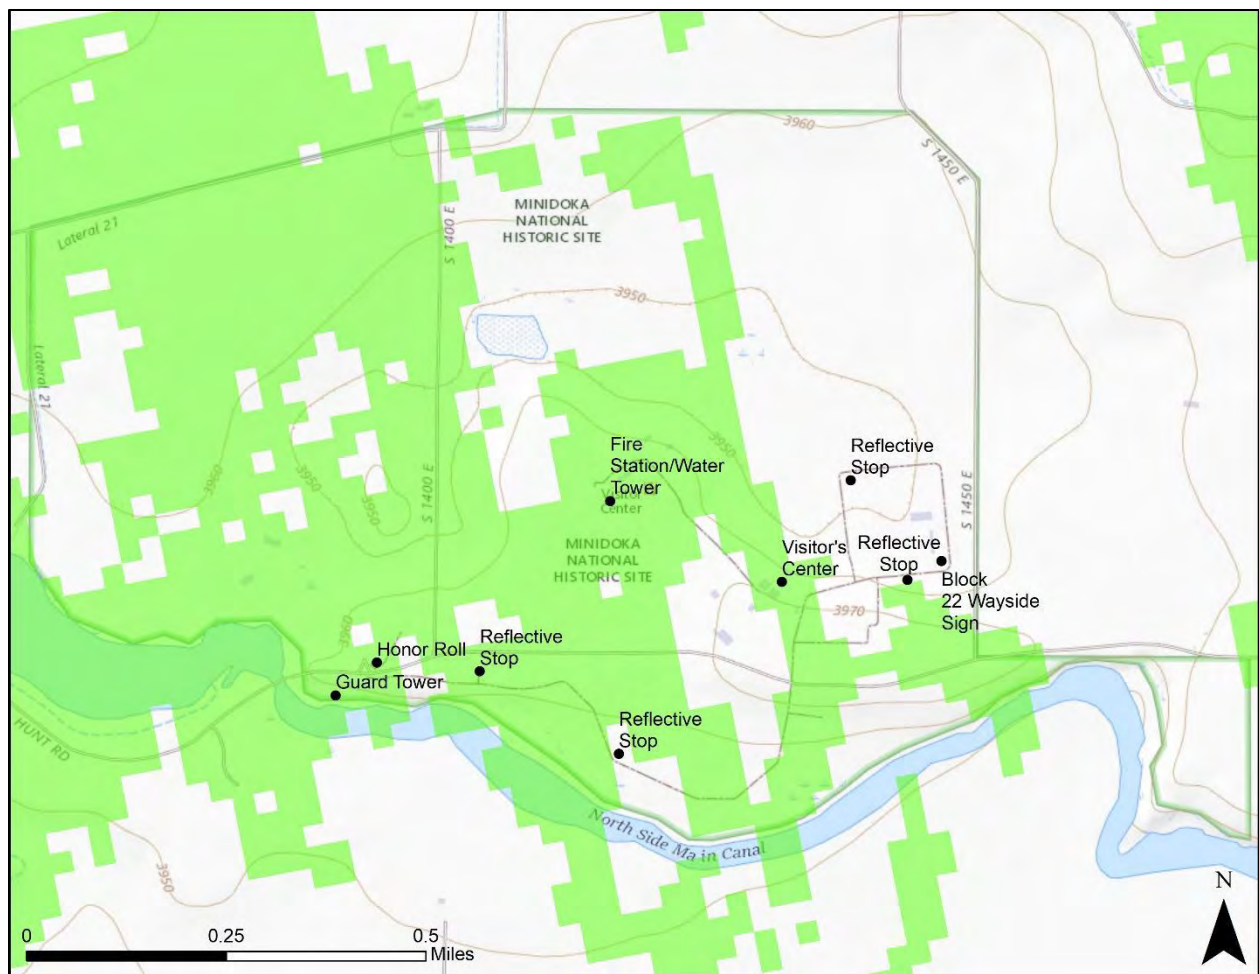 3960
S 1450 E
MINIDOKA
NATIONAL
HISTORIC SITE
Lateral 21
S 1400 E
3950
Lateral 21
Fire
Station/Water
Tower
Visitor
Center
3950
Reflective
Stop
3960
3950
3950
S 1400 E
S 1450 E
MINIDOKA
NATIONAL
HISTORIC SITE
Visitor's
Center
Reflective
Stop
Block
22 Wayside
Sign
3970
3960
Honor Roll
Reflective
Stop
Guard Tower
HUNT RD
Reflective
Stop
North Side Main Canal
3950
N
0
0.25
0.5
Miles